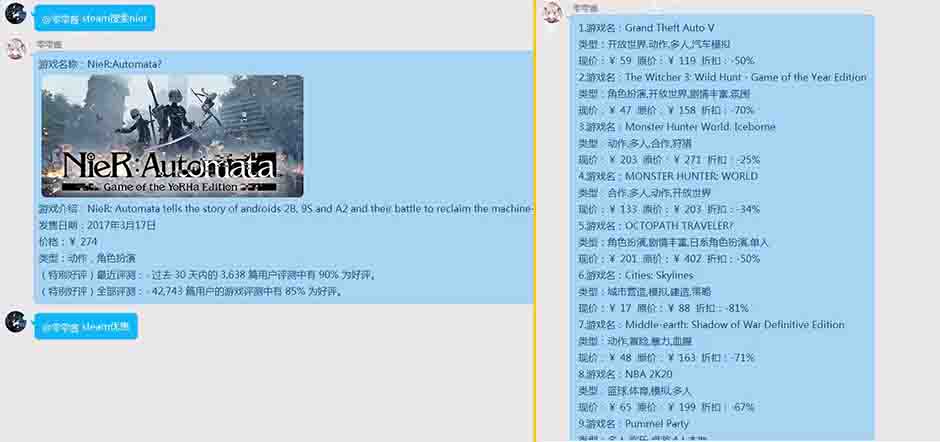 @零零酱 steam搜索nier
零零酱
游戏名称：NieR:Automata?
NieR:Automata
Game of the YoRHa Edition
游戏介绍：NieR: Automata tells the story of androids 2B, 9S and A2 and their battle to reclaim the machine-
发售日期：2017年3月17日
价格：¥ 274
类型：动作，角色扮演
（特别好评）最近评测：- 过去 30 天内的 3,638 篇用户评测中有 90% 为好评。
（特别好评）全部评测：- 42,743 篇用户的游戏评测中有 85% 为好评。
@零零酱 steam优惠
零零酱
1.游戏名：Grand Theft Auto V
类型：开放世界,动作,多人,汽车模拟
现价：¥ 59 原价：¥ 119 折扣：-50%
2.游戏名：The Witcher 3: Wild Hunt - Game of the Year Edition
类型：角色扮演,开放世界,剧情丰富,氛围
现价：¥ 47 原价：¥ 158 折扣：-70%
3.游戏名：Monster Hunter World: Iceborne
类型：动作,多人,合作,狩猎
现价：¥ 203 原价：¥ 271 折扣：-25%
4.游戏名：MONSTER HUNTER: WORLD
类型：合作,多人,动作,开放世界
现价：¥ 133 原价：¥ 203 折扣：-34%
5.游戏名：OCTOPATH TRAVELER?
类型：角色扮演,剧情丰富,日系角色扮演,单人
现价：¥ 201 原价：¥ 402 折扣：-50%
6.游戏名：Cities: Skylines
类型：城市营造,模拟,建造,策略
现价：¥ 17 原价：¥ 88 折扣：-81%
7.游戏名：Middle-earth: Shadow of War Definitive Edition
类型：动作,冒险,暴力,血腥
现价：¥ 48 原价：¥ 163 折扣：-71%
8.游戏名：NBA 2K20
类型：篮球,体育,模拟,多人
现价：¥ 65 原价：¥ 199 折扣：-67%
9.游戏名：Pummel Party